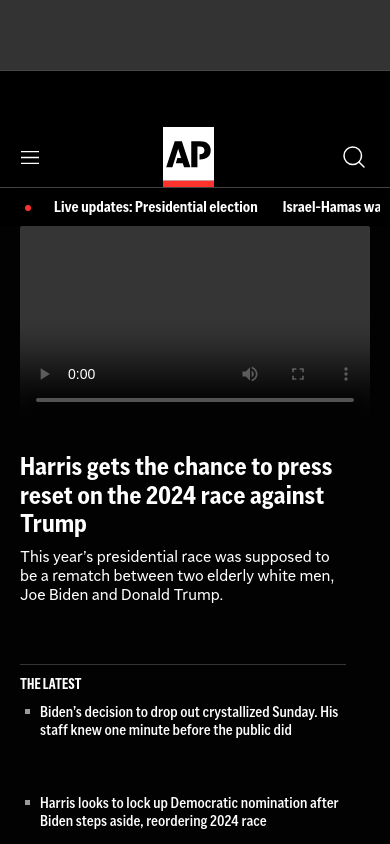 AP
Live updates: Presidential election Israel-Hamas wa
0:00
Harris gets the chance to press
reset on the 2024 race against
Trump
This year’s presidential race was supposed to
be a rematch between two elderly white men,
Joe Biden and Donald Trump.
THE LATEST
Biden’s decision to drop out crystallized Sunday. His
staff knew one minute before the public did
Harris looks to lock up Democratic nomination after
Biden steps aside, reordering 2024 race